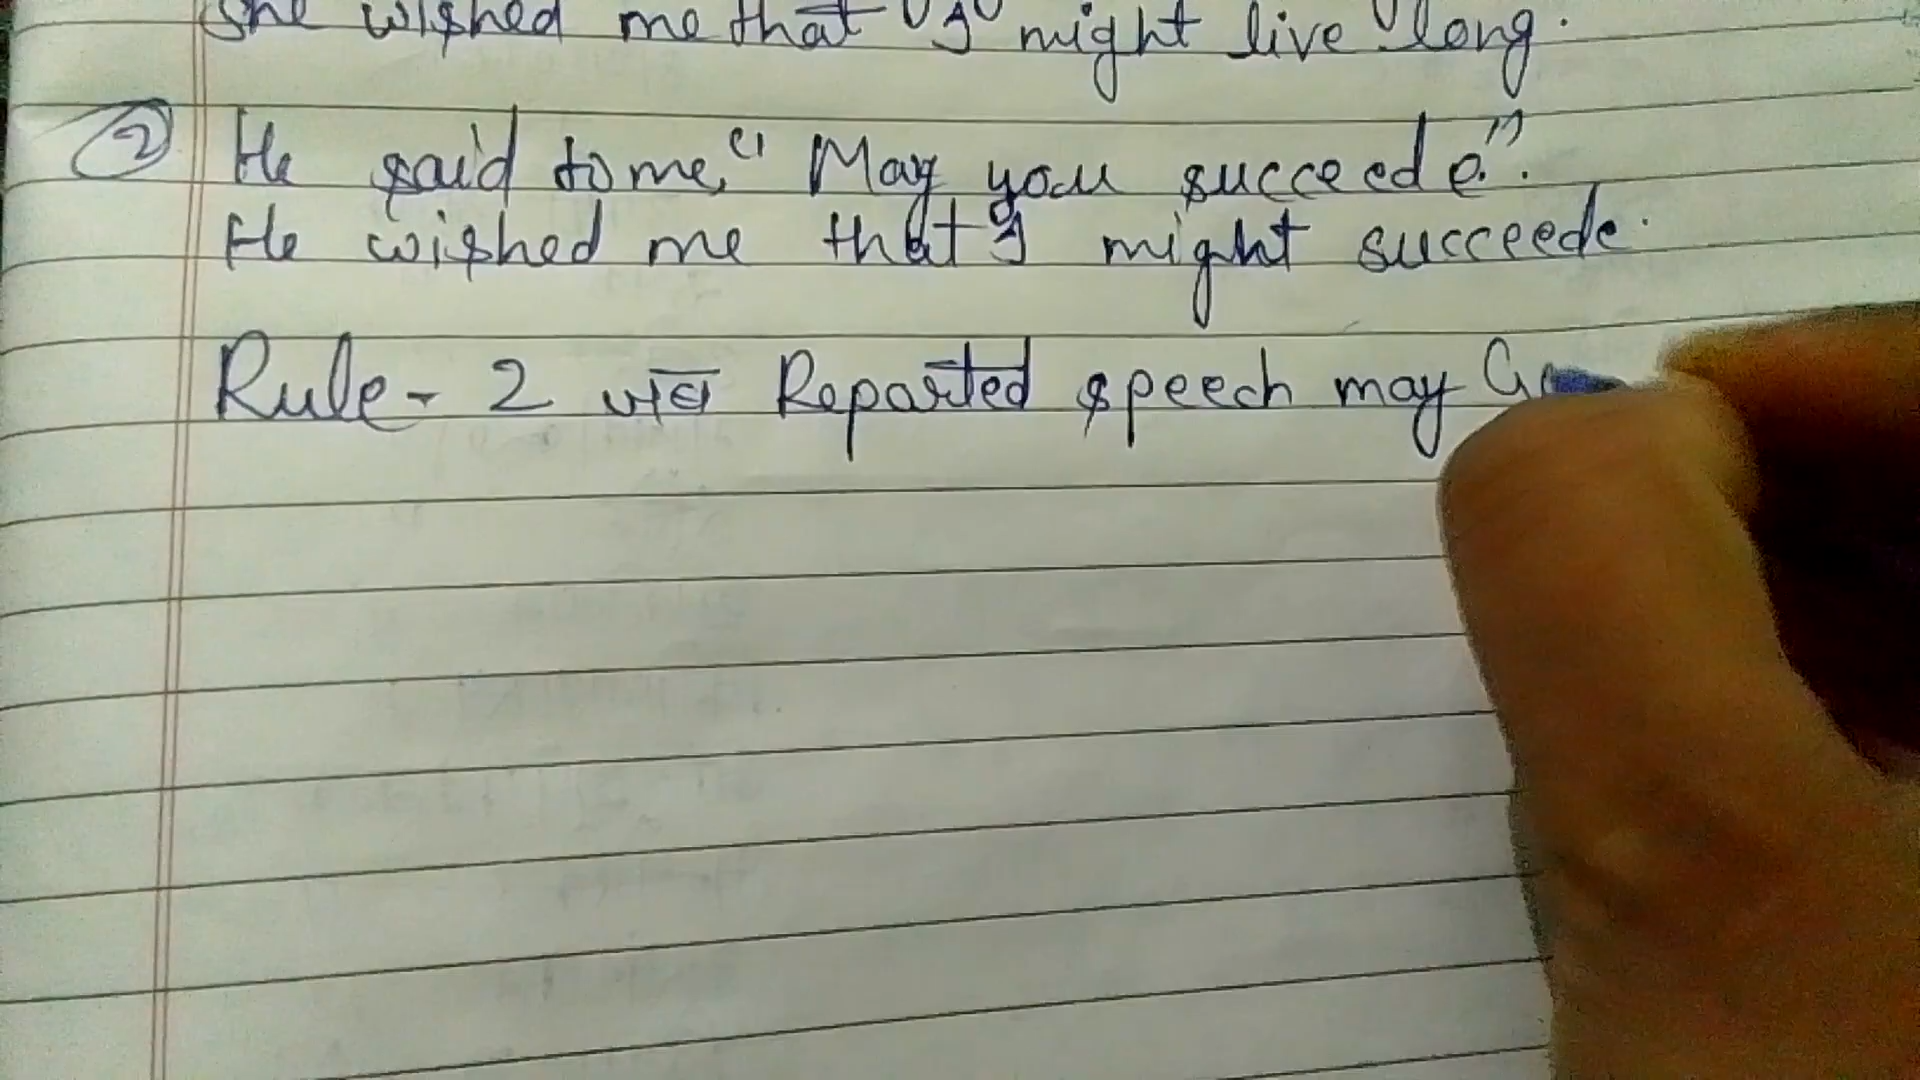 She wished me that I might live long.
② He said to me, "May you succeede.".
He wished me that I might succeede.
Rule - 2 जब Reported speech may